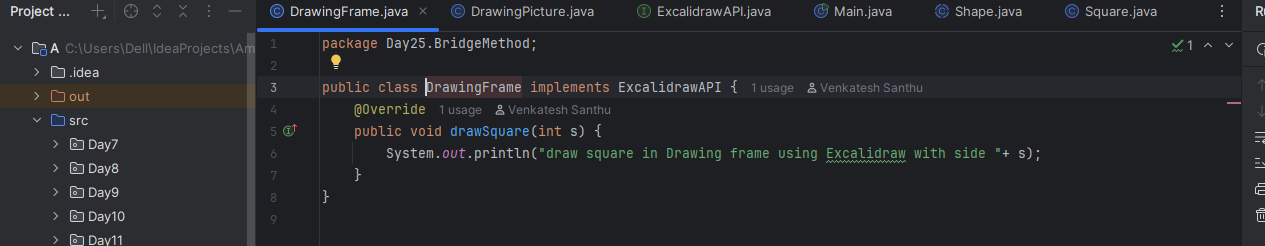 Project ...
DrawingFrame.java
DrawingPicture.java
ExcalidrawAPI.java
Main.java
Shape.java
Square.java
A C:\Users\Dell\IdeaProjects\Am
.idea
out
src
Day7
Day8
Day9
Day10
Day11
1 package Day25.BridgeMethod;
2
3 public class DrawingFrame implements ExcalidrawAPI { 1 usage Venkatesh Santhu
4 @Override 1 usage Venkatesh Santhu
5 public void drawSquare(int s) {
6 System.out.println("draw square in Drawing frame using Excalidraw with side "+ s);
7 }
8 }
9
1